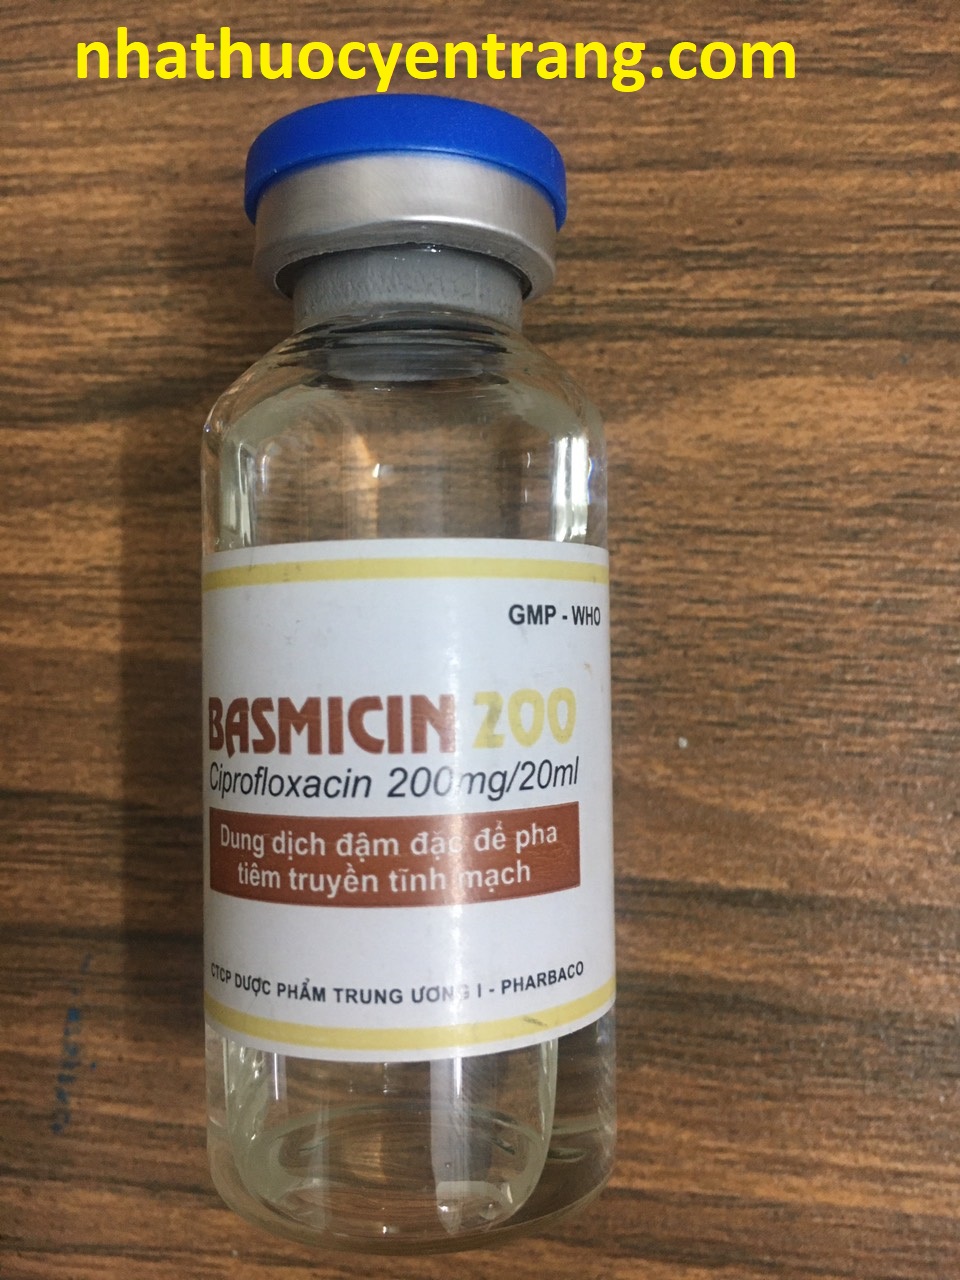 nhathuocyentrang.com
GMP - WHO
BASMICIN 200
Ciprofloxacin 200mg/20ml
Dung dịch đậm đặc để pha
tiêm truyền tĩnh mạch
CTCP DƯỢC PHẨM TRUNG ƯƠNG I - PHARBACO